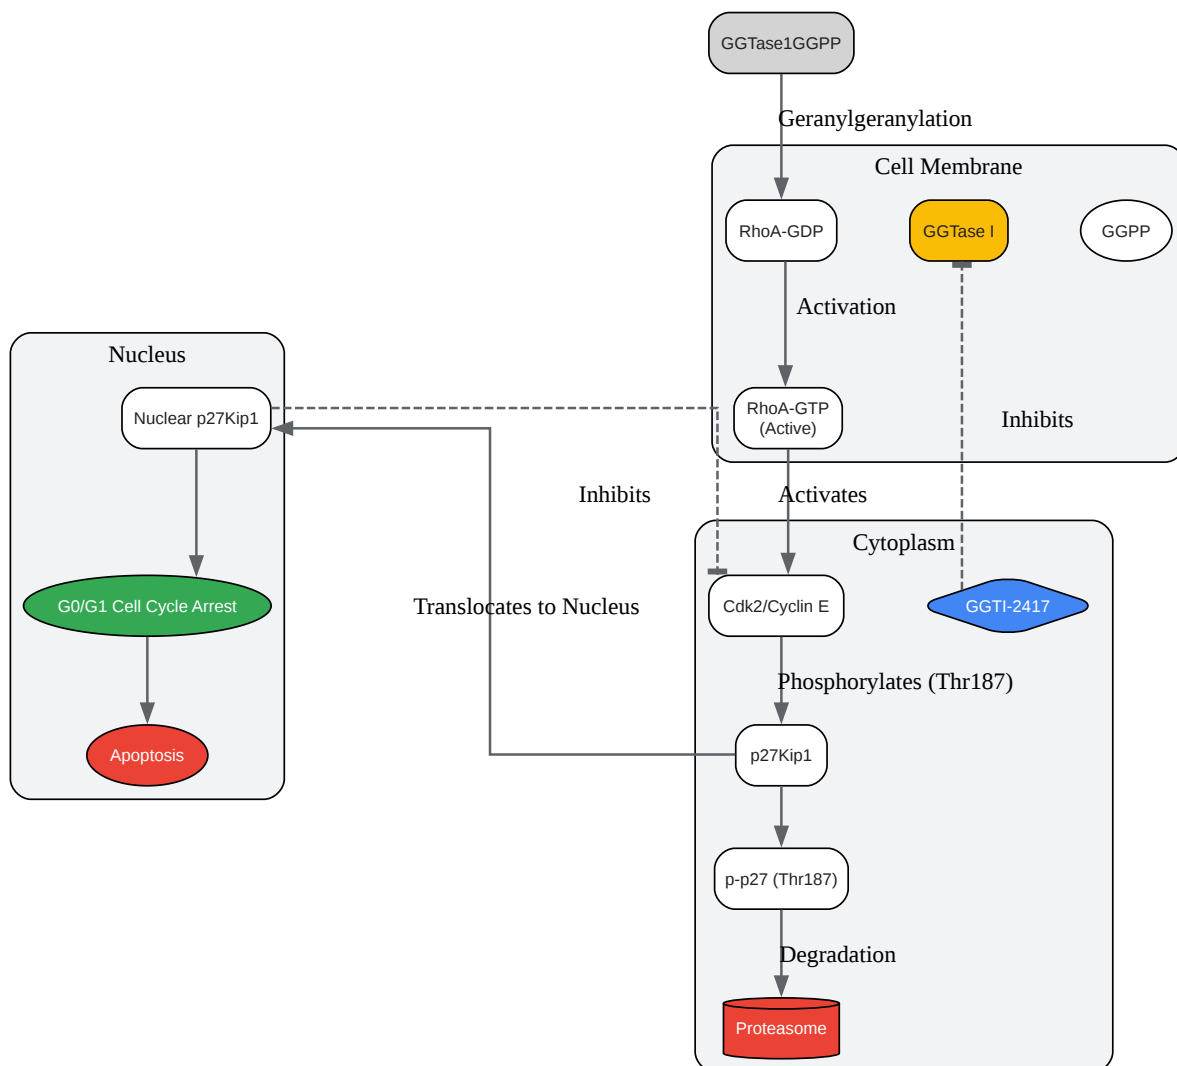 GGTase1GGPP
Geranylgeranylation
Cell Membrane
RhoA-GDP
GGTase I
GGPP
Activation
Nucleus
Nuclear p27Kip1
RhoA-GTP
(Active)
Inhibits
Inhibits
Activates
Cytoplasm
G0/G1 Cell Cycle Arrest
Translocates to Nucleus
Cdk2/Cyclin E
GGTI-2417
Phosphorylates (Thr187)
Apoptosis
p27Kip1
p-p27 (Thr187)
Degradation
Proteasome